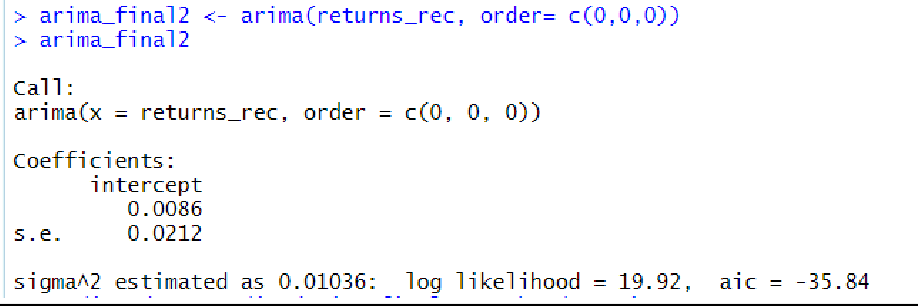 > arima_final2 <- arima(returns_rec, order= c(0,0,0))
> arima_final2
Call:
arima(x = returns_rec, order = c(0, 0, 0))
Coefficients:
intercept
0.0086
s.e. 0.0212
sigma^2 estimated as 0.01036: log likelihood = 19.92, aic = -35.84